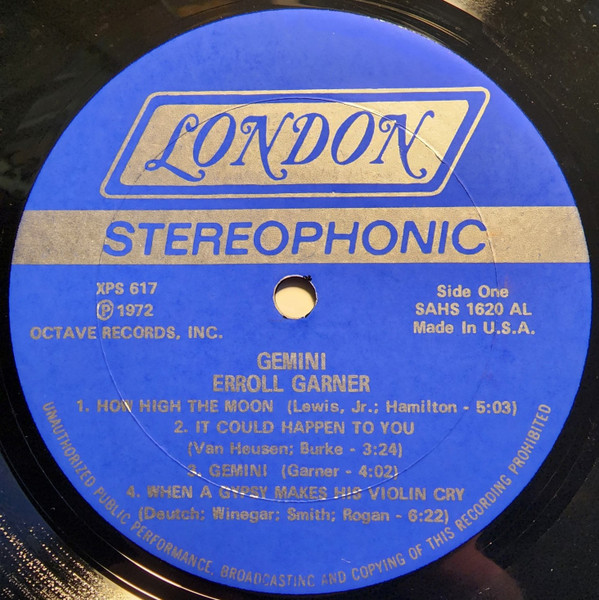 LONDON
STEREOPHONIC
XPS 617
Ⓟ 1972
OCTAVE RECORDS, INC.
Side One
SAHS 1620 AL
Made In U.S.A.
GEMINI
ERROLL GARNER
1. HOW HIGH THE MOON (Lewis, Jr.; Hamilton - 5:03)
2. IT COULD HAPPEN TO YOU
(Van Heusen; Burke - 3:24)
3. GEMINI (Garner - 4:02)
4. WHEN A GYPSY MAKES HIS VIOLIN CRY
(Deutch; Winegar; Smith; Rogan - 6:22)
UNAUTHORIZED PUBLIC PERFORMANCE, BROADCASTING AND COPYING OF THIS RECORDING PROHIBITED